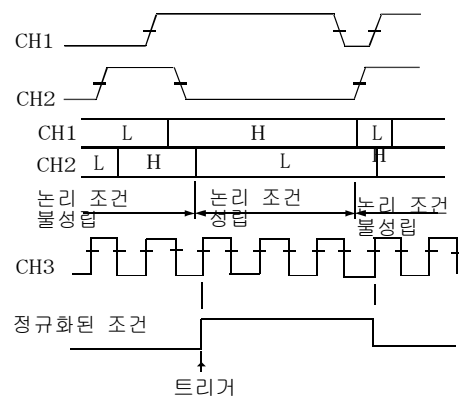 CH1
CH2
CH1 L H L
CH2 L H L H
논리 조건
불성립
논리 조건
성립
논리 조건
불성립
CH3
정규화된 조건
트리거